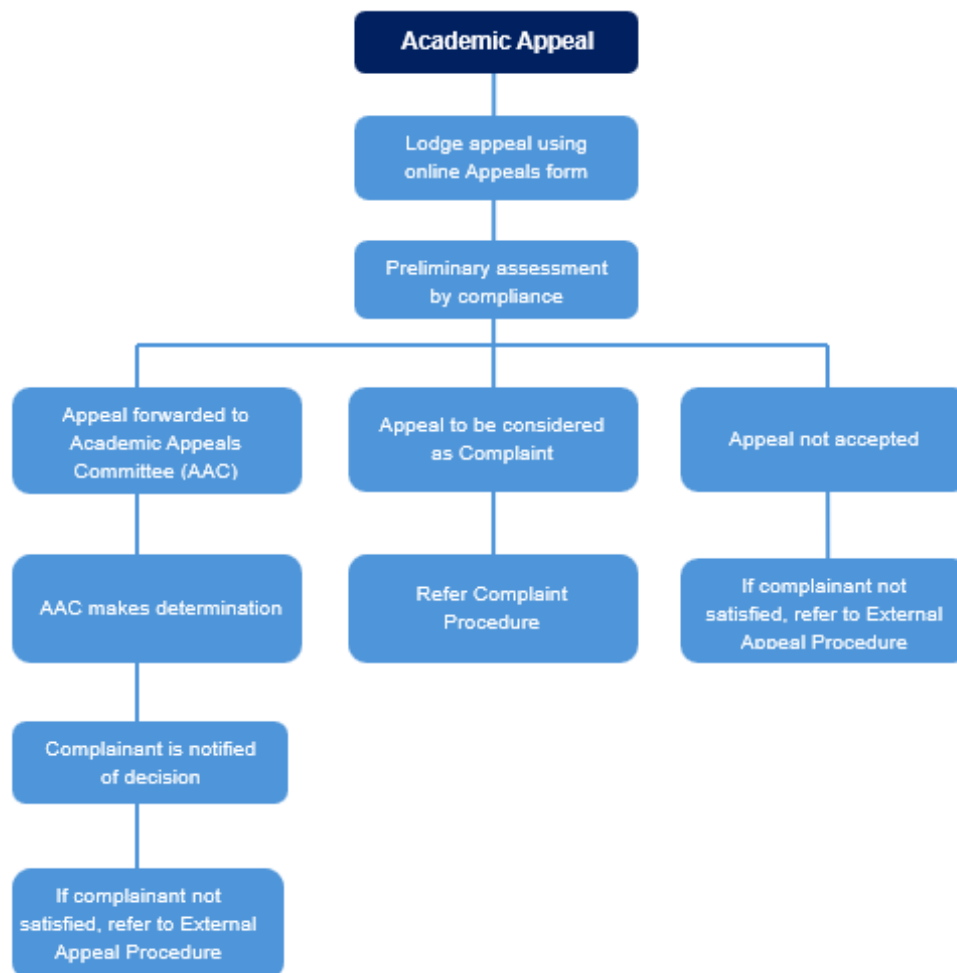 Academic Appeal
Lodge appeal using
online Appeals form
Preliminary assessment
by compliance
Appeal forwarded to
Academic Appeals
Committee (AAC)
Appeal to be considered
as Complaint
Appeal not accepted
AAC makes determination
Refer Complaint
Procedure
If complainant not
satisfied, refer to External
Appeal Procedure
Complainant is notified
of decision
If complainant not
satisfied, refer to External
Appeal Procedure